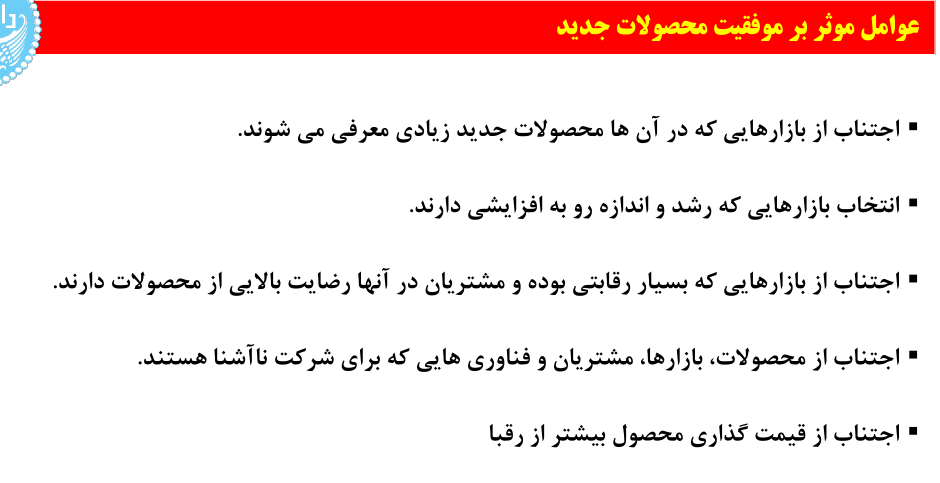 عوامل موثر بر موفقیت محصولات جدید
▪ اجتناب از بازارهایی که در آن ها محصولات جدید زیادی معرفی می شوند.
▪ انتخاب بازارهایی که رشد و اندازه رو به افزایشی دارند.
▪ اجتناب از بازارهایی که بسیار رقابتی بوده و مشتریان در آنها رضایت بالایی از محصولات دارند.
▪ اجتناب از محصولات، بازارها، مشتریان و فناوری هایی که برای شرکت ناآشنا هستند.
▪ اجتناب از قیمت گذاری محصول بیشتر از رقبا